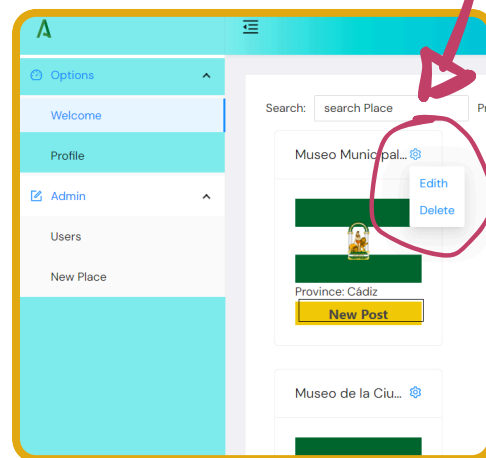 Options
Welcome
Profile
Admin
Users
New Place
Search: search Place
Museo Municipal...
Edith
Delete
Province: Cádiz
New Post
Museo de la Ciu...